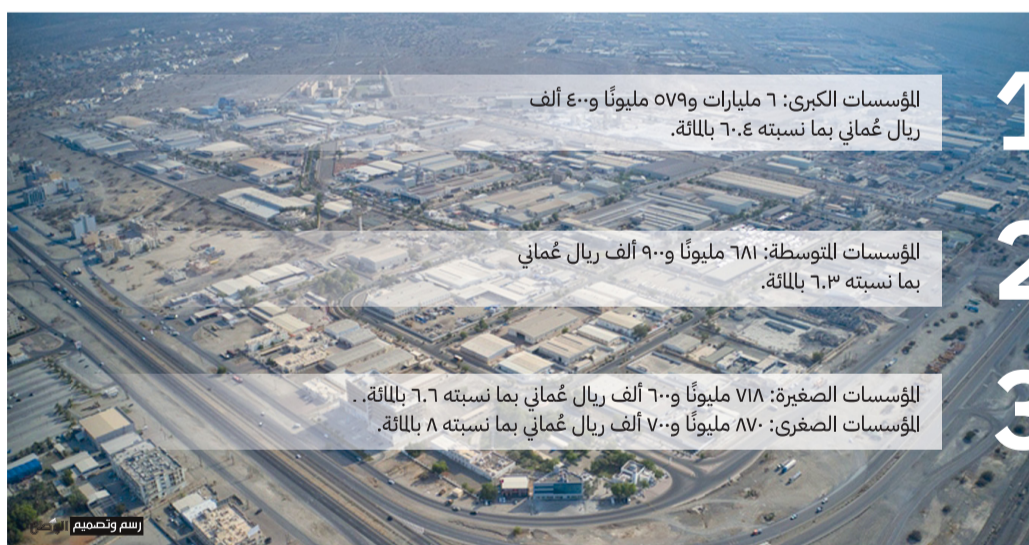 1
المؤسسات الكبرى: ٦ مليارات و٥٧٩ مليونًا و٤٠٠ ألف
ريال عُماني بما نسبته ٦٠.٤ بالمائة.
2
المؤسسات المتوسطة: ٦٨١ مليونًا و٩٠٠ ألف ريال عُماني
بما نسبته ٦.٣ بالمائة.
3
المؤسسات الصغيرة: ٧١٨ مليونًا و٦٠٠ ألف ريال عُماني بما نسبته ٦.٦ بالمائة. .
المؤسسات الصغرى: ٨٧٠ مليونًا و٧٠٠ ألف ريال عُماني بما نسبته ٨ بالمائة.
رسم وتصميم